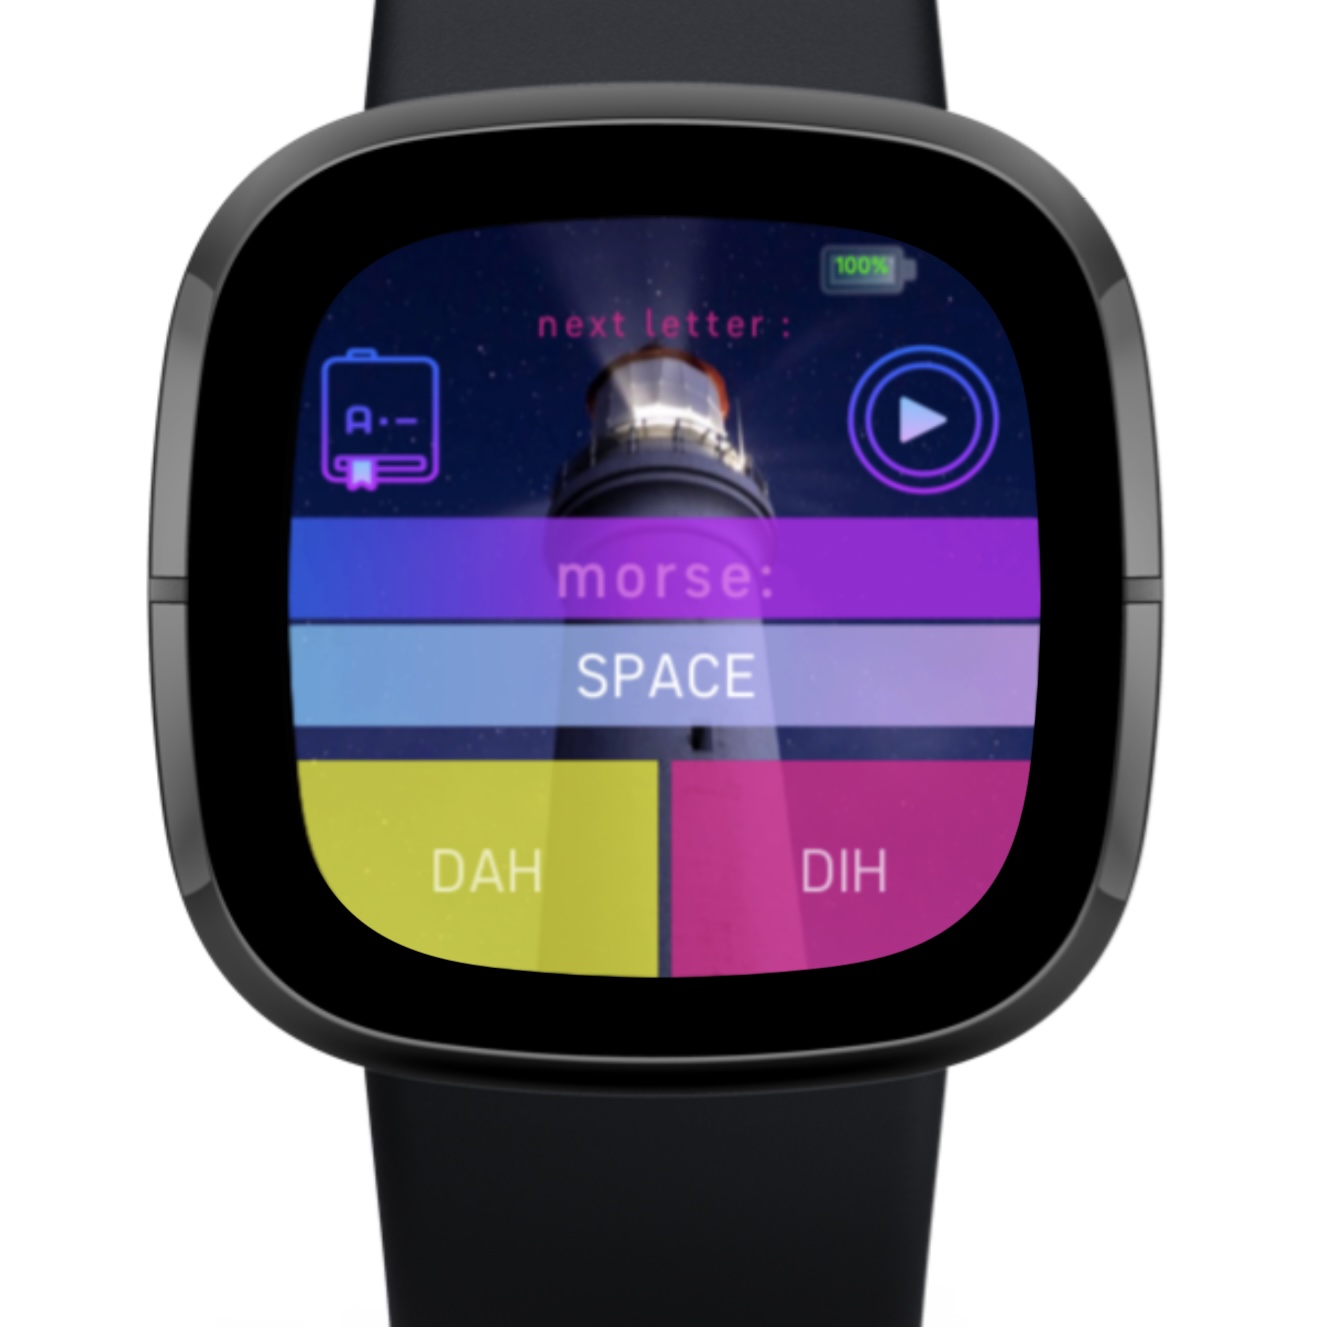 100%
next letter :
A·–
morse:
SPACE
DAH DIH